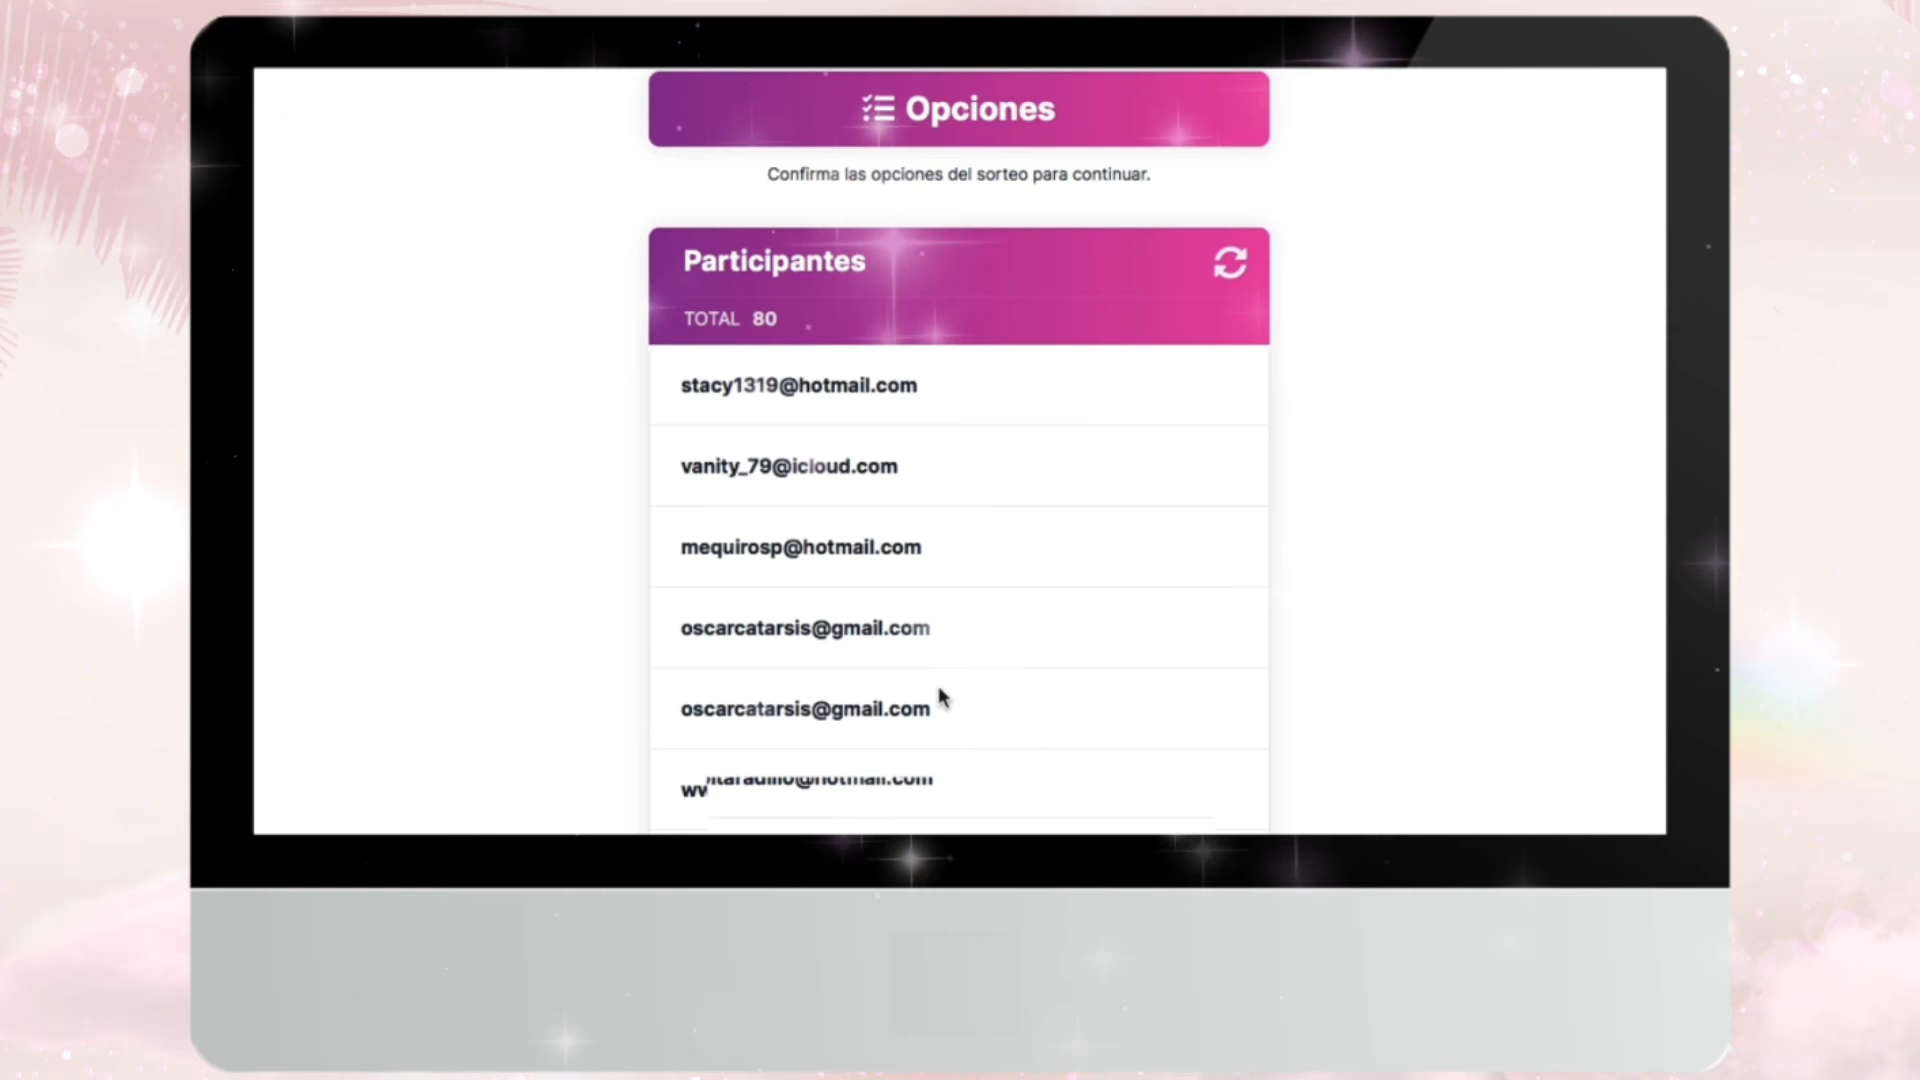 Opciones
Confirma las opciones del sorteo para continuar.
Participantes
TOTAL 80
stacy1319@hotmail.com
vanity_79@icloud.com
mequirosp@hotmail.com
oscarcatarsis@gmail.com
oscarcatarsis@gmail.com